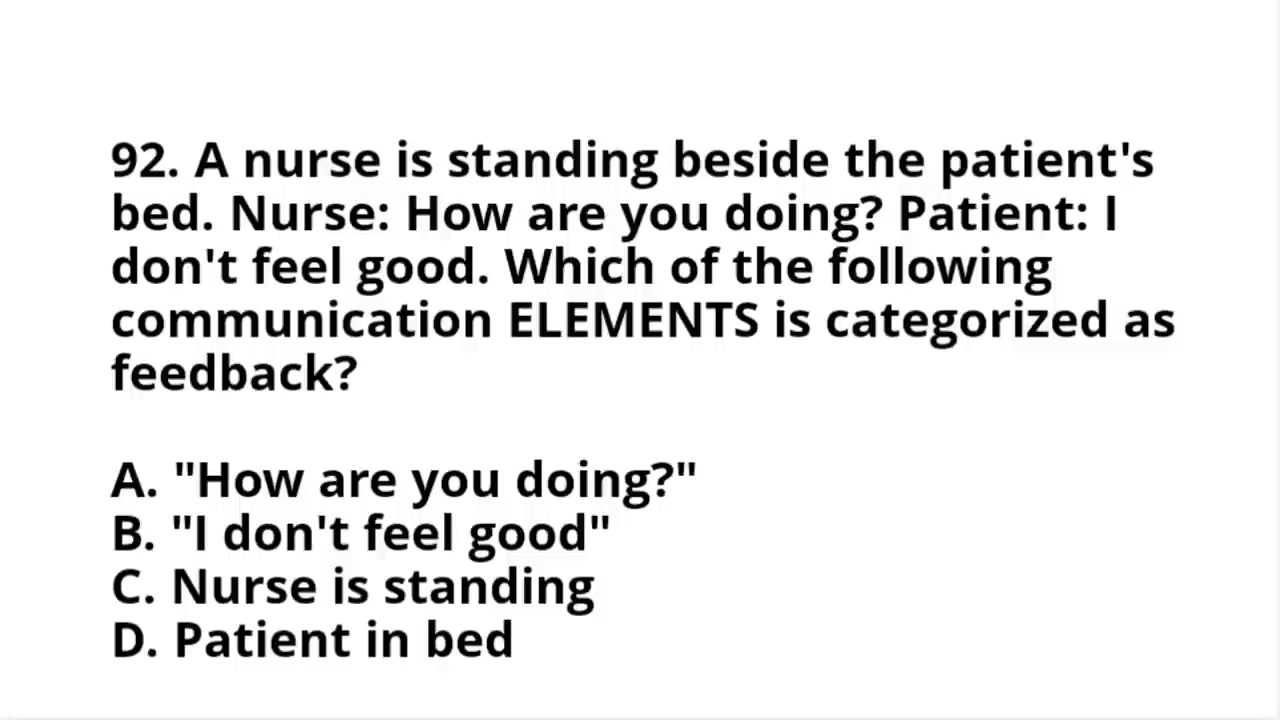 92. A nurse is standing beside the patient's
bed. Nurse: How are you doing? Patient: I
don't feel good. Which of the following
communication ELEMENTS is categorized as
feedback?
A. "How are you doing?"
B. "I don't feel good"
C. Nurse is standing
D. Patient in bed